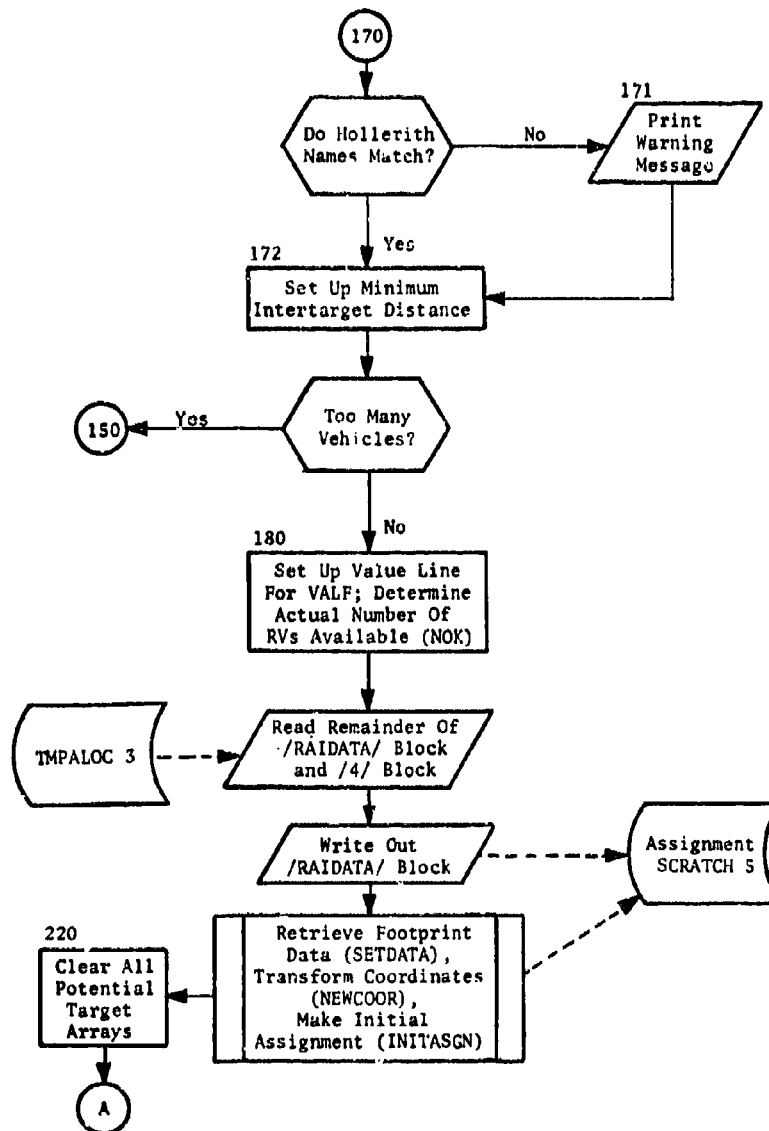 170
Do Hollerith
Names Match?
No
171
Print
Warning
Message
Yes
172
Set Up Minimum
Intertarget Distance
150
Yes
Too Many
Vehicles?
No
180
Set Up Value Line
For VALF; Determine
Actual Number Of
RVs Available (NOK)
TMPALOC 3
Read Remainder Of
/RAIDATA/ Block
and /4/ Block
Write Out
/RAIDATA/ Block
Assignment
SCRATCH 5
220
Clear All
Potential
Target
Arrays
Retrieve Footprint
Data (SETDATA),
Transform Coordinates
(NEWCOOR),
Make Initial
Assignment (INITASGN)
A